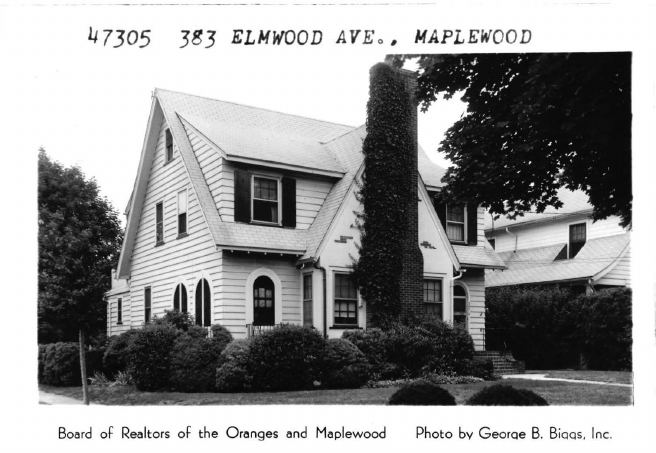 47305 383 ELMWOOD AVE., MAPLEWOOD
Board of Realtors of the Oranges and Maplewood Photo by George B. Biggs, Inc.